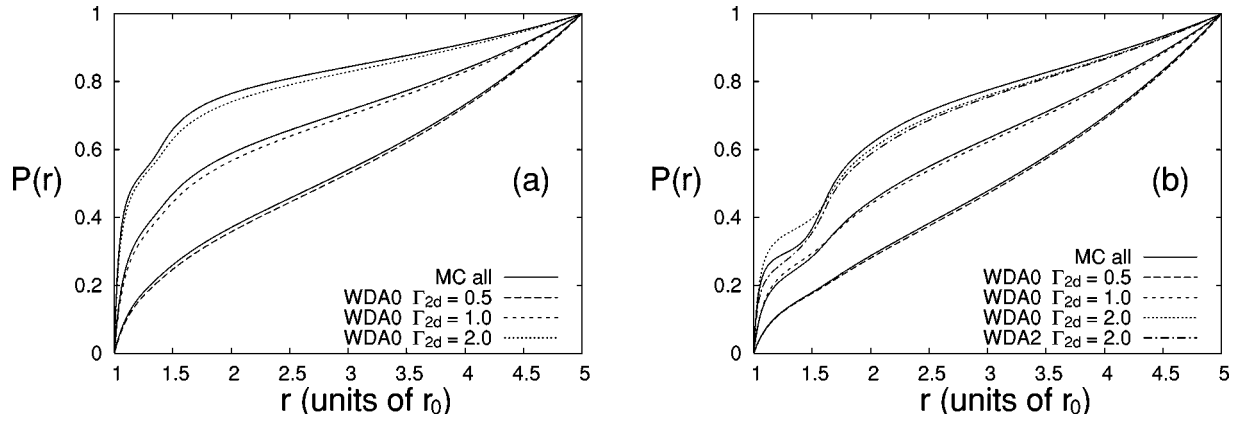 1
0.8
0.6
0.4
0.2
0
P(r)
(a)
MC all
WDA0 Γ2d = 0.5
WDA0 Γ2d = 1.0
WDA0 Γ2d = 2.0
1 1.5 2 2.5 3 3.5 4 4.5 5
r (units of r0)
1
0.8
0.6
0.4
0.2
0
P(r)
(b)
MC all
WDA0 Γ2d = 0.5
WDA0 Γ2d = 1.0
WDA0 Γ2d = 2.0
WDA2 Γ2d = 2.0
1 1.5 2 2.5 3 3.5 4 4.5 5
r (units of r0)